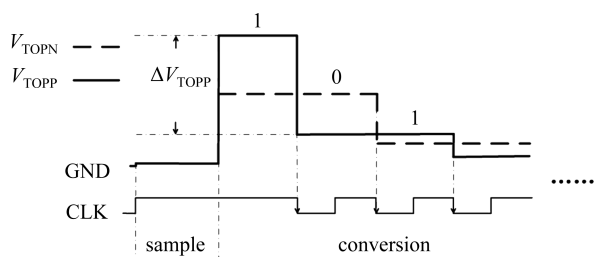 1
V_TOPN
0
V_TOPP
ΔV_TOPP
1
GND
......
CLK
sample
conversion